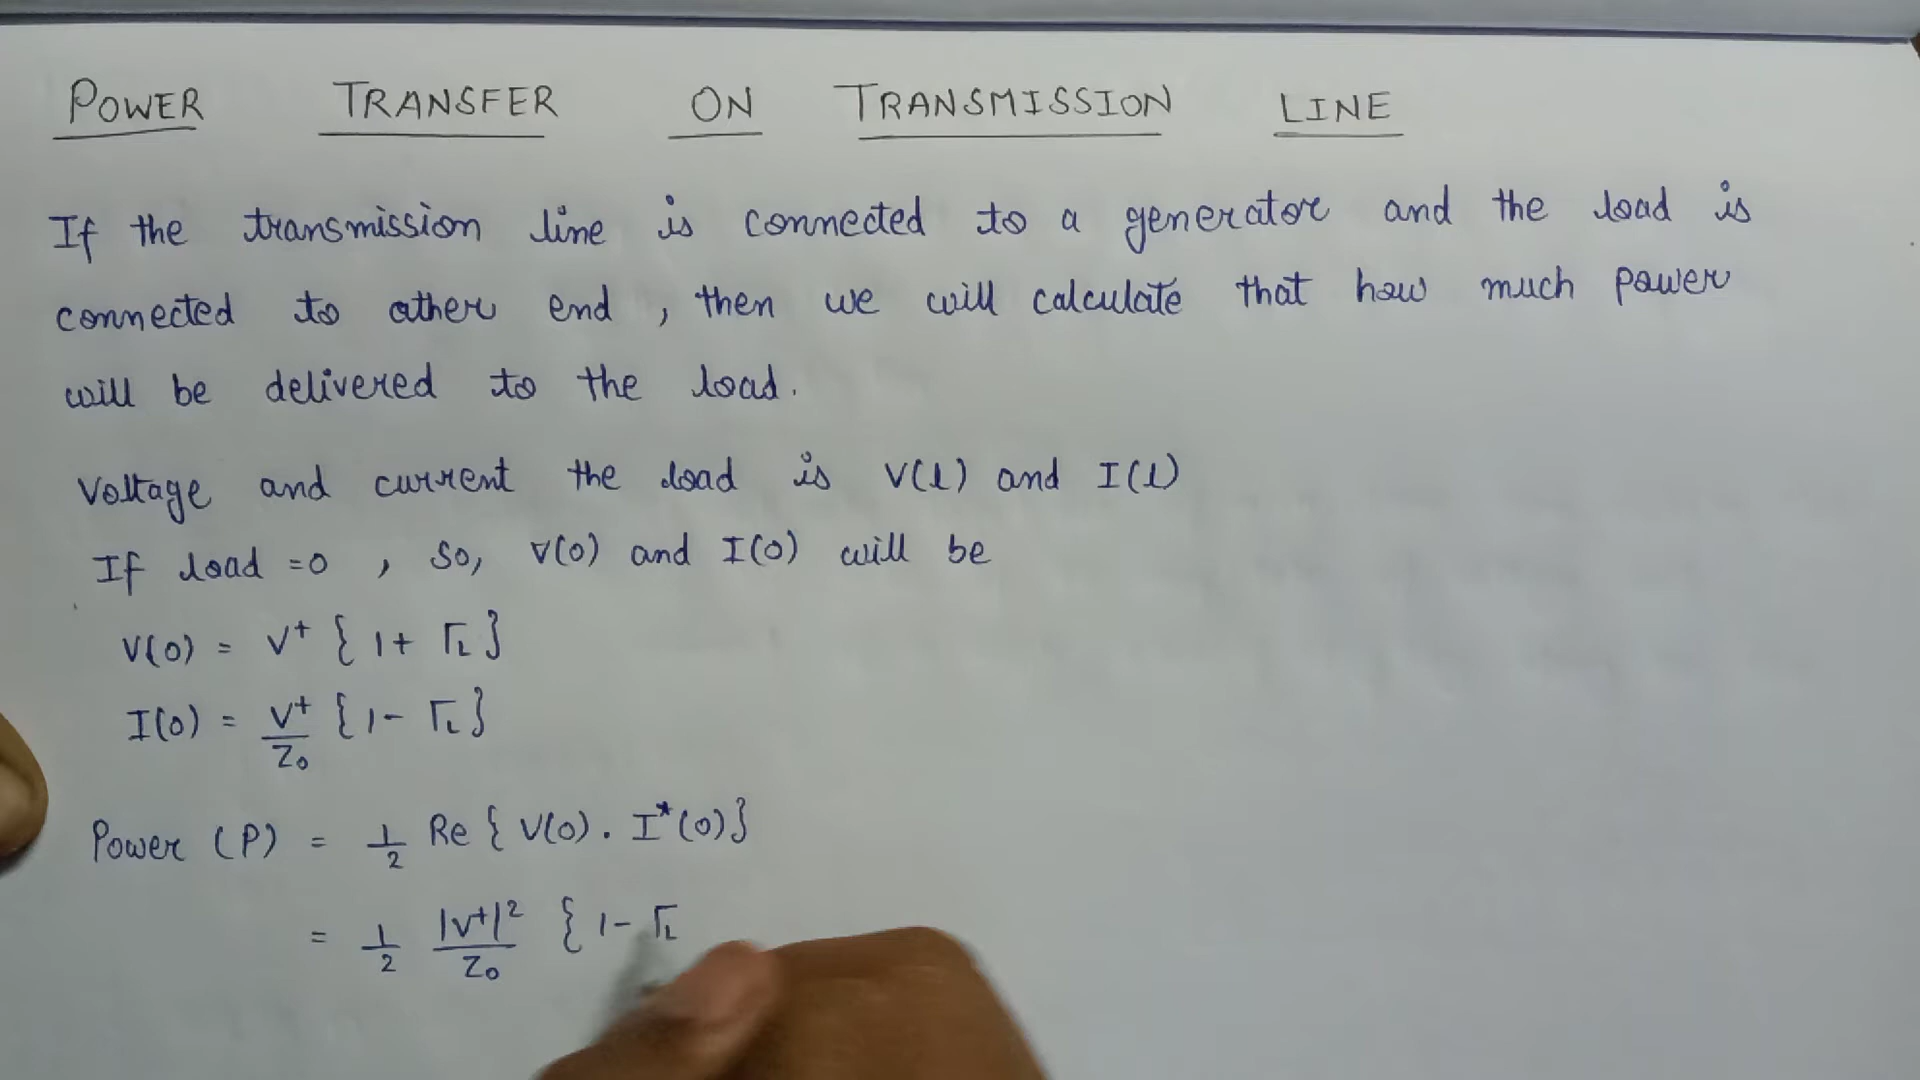 POWER TRANSFER ON TRANSMISSION LINE
If the transmission line is connected to a generator and the load is
connected to other end, then we will calculate that how much power
will be delivered to the load.
Voltage and current the load is V(l) and I(l)
If load =0, So, V(0) and I(0) will be
V(0) = V⁺ { 1+ Γ_L }
I(0) = V⁺/Z₀ { 1- Γ_L }
Power (P) = 1/2 Re { V(0). I*(0) }
= 1/2 |V⁺|²/Z₀ { 1- Γ_L